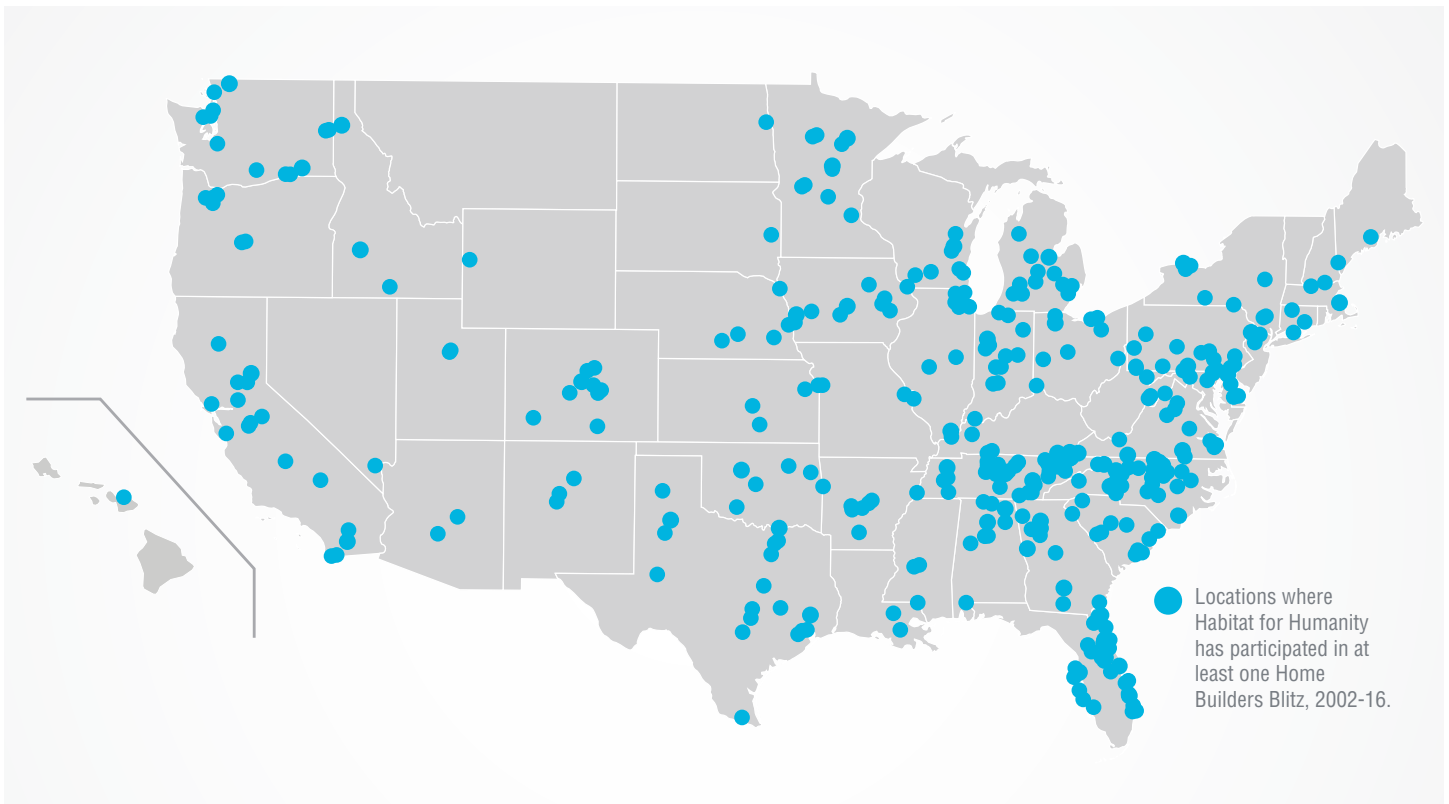 Locations where
Habitat for Humanity
has participated in at
least one Home
Builders Blitz, 2002-16.